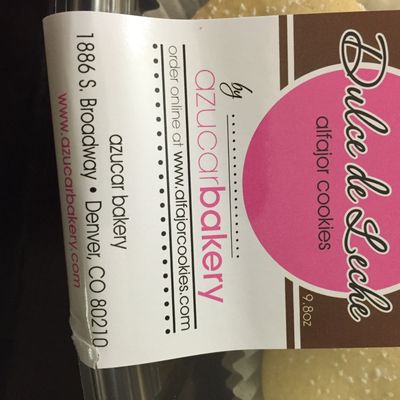 Dulce de Leche
alfajor cookies
9.8oz
by
azucarbakery
order online at www.alfajorcookies.com
azucar bakery
1886 S. Broadway • Denver, CO 80210
www.azucarbakery.com